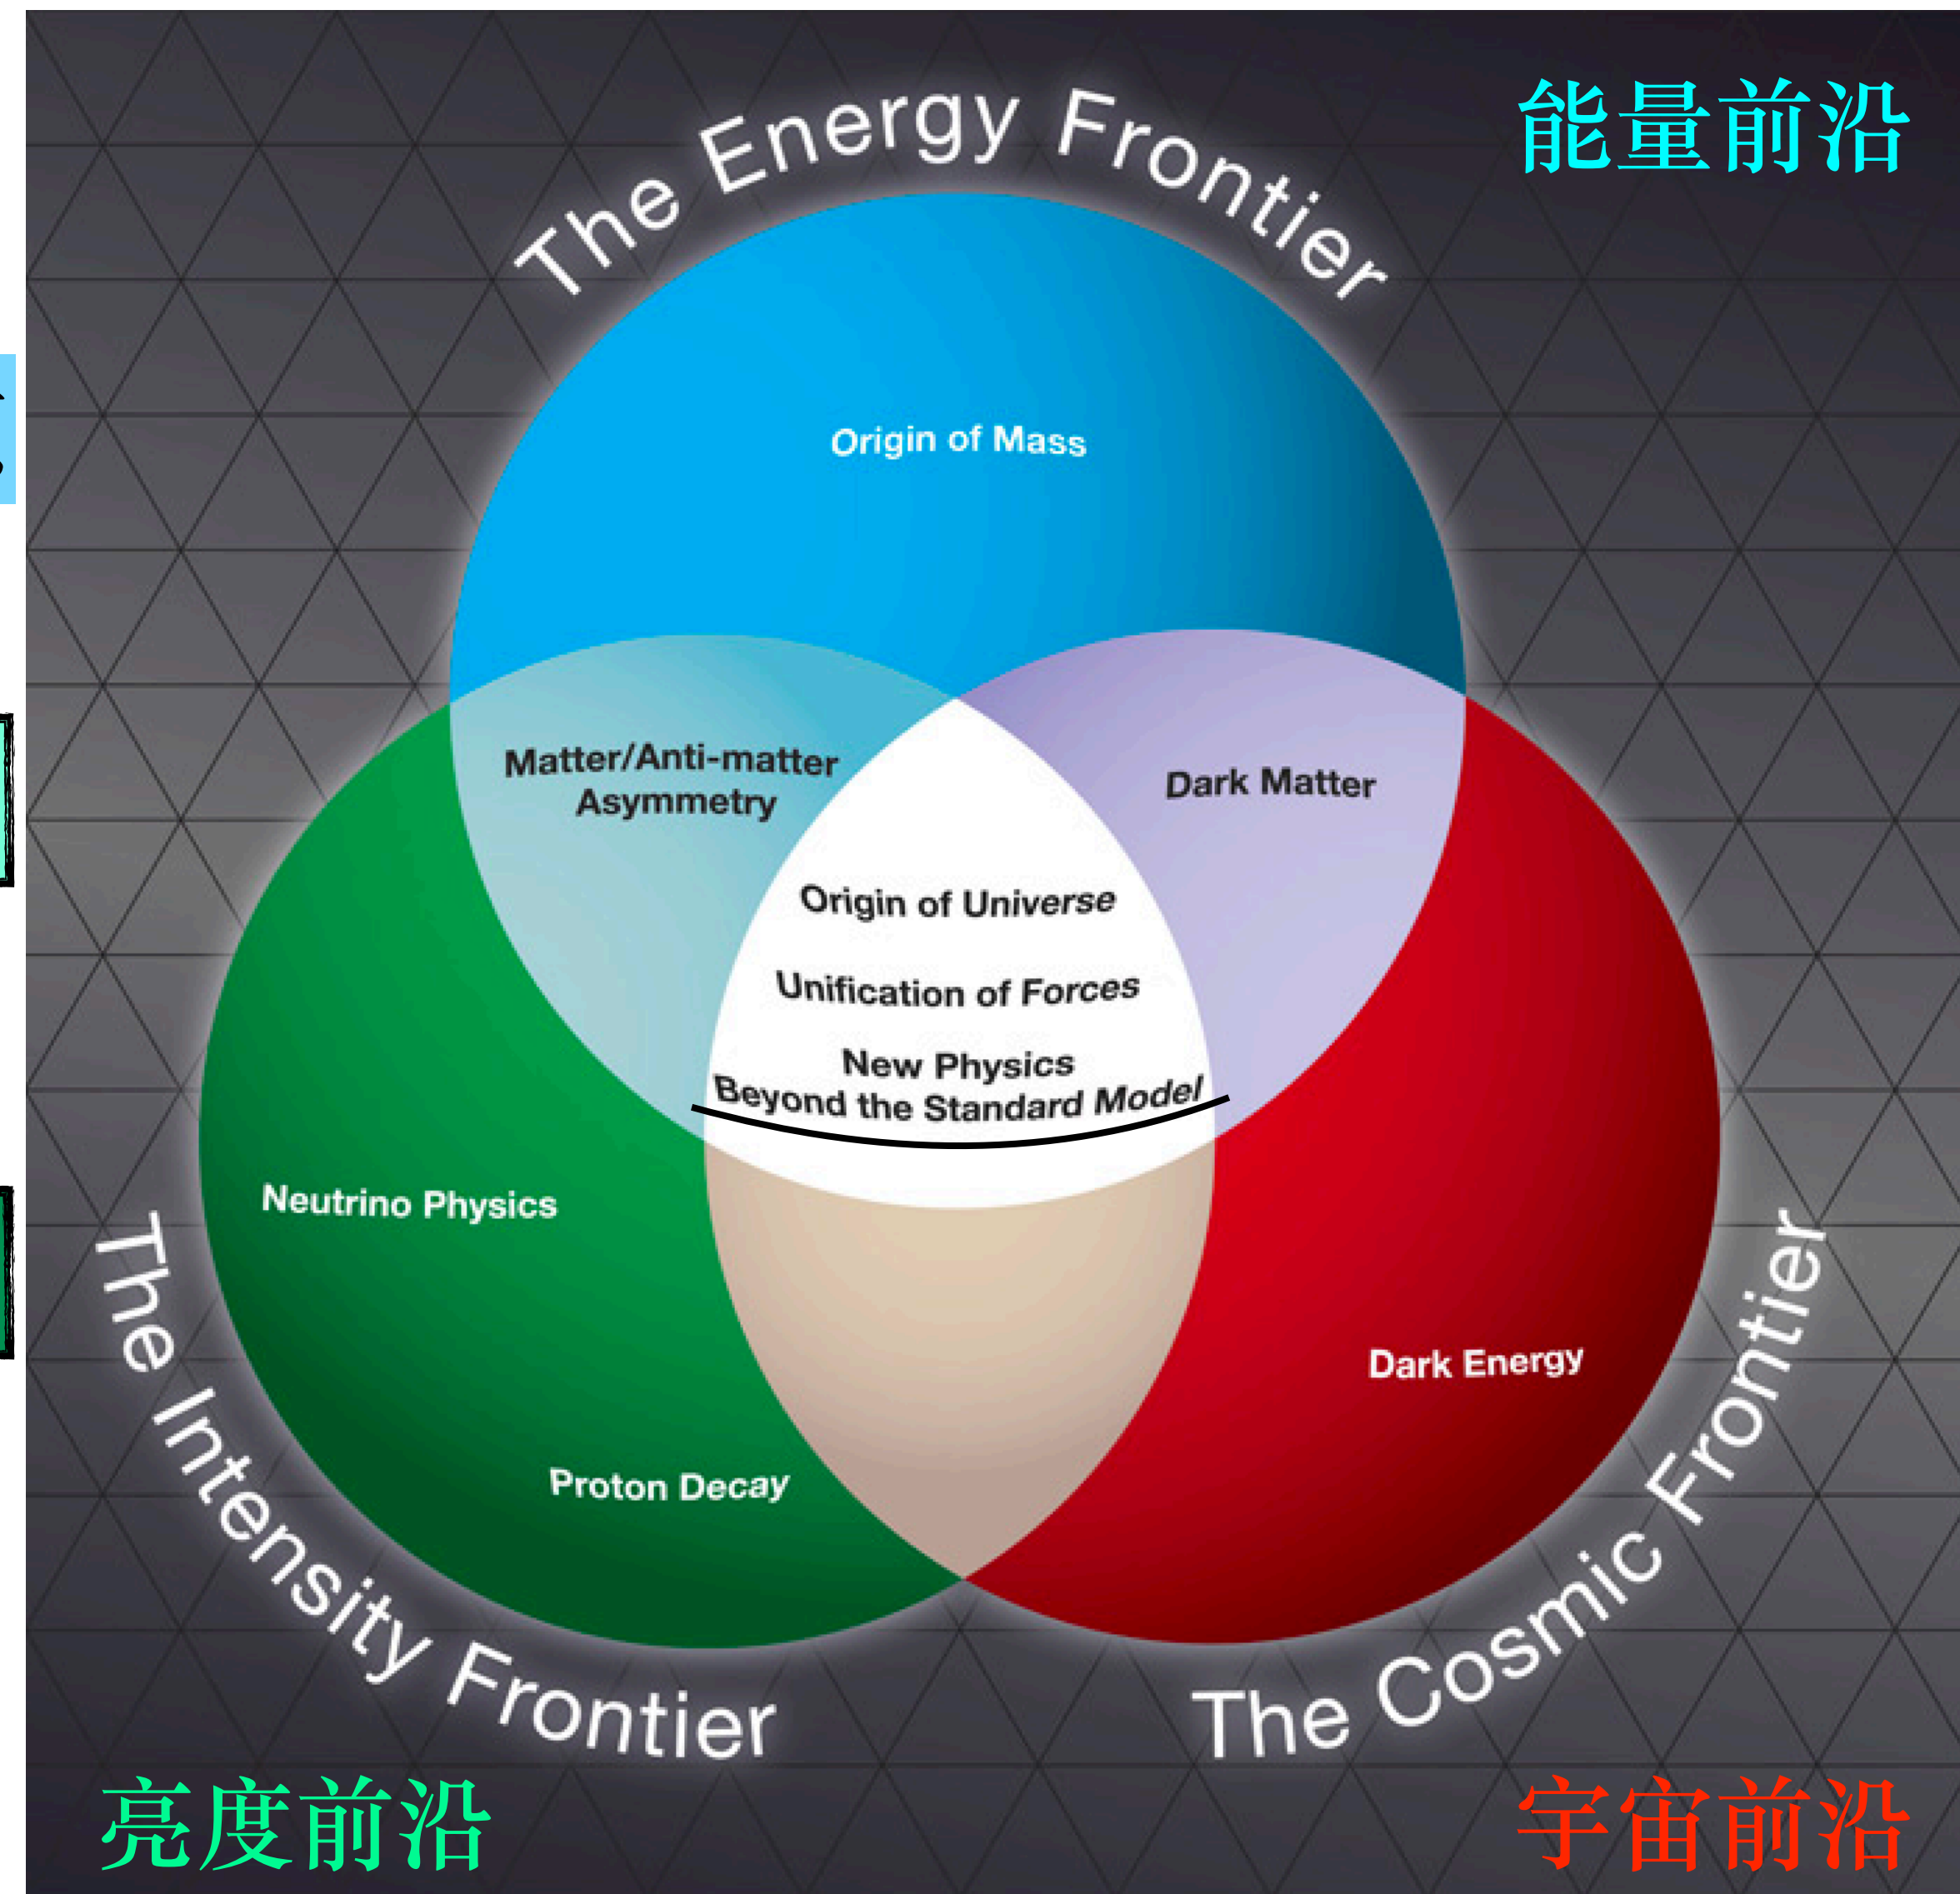 能量前沿
The Energy Frontier
Origin of Mass
Matter/Anti-matter
Asymmetry
Dark Matter
Origin of Universe
Unification of Forces
New Physics
Beyond the Standard Model
Neutrino Physics
Dark Energy
Proton Decay
The Intensity Frontier
The Cosmic Frontier
亮度前沿
宇宙前沿